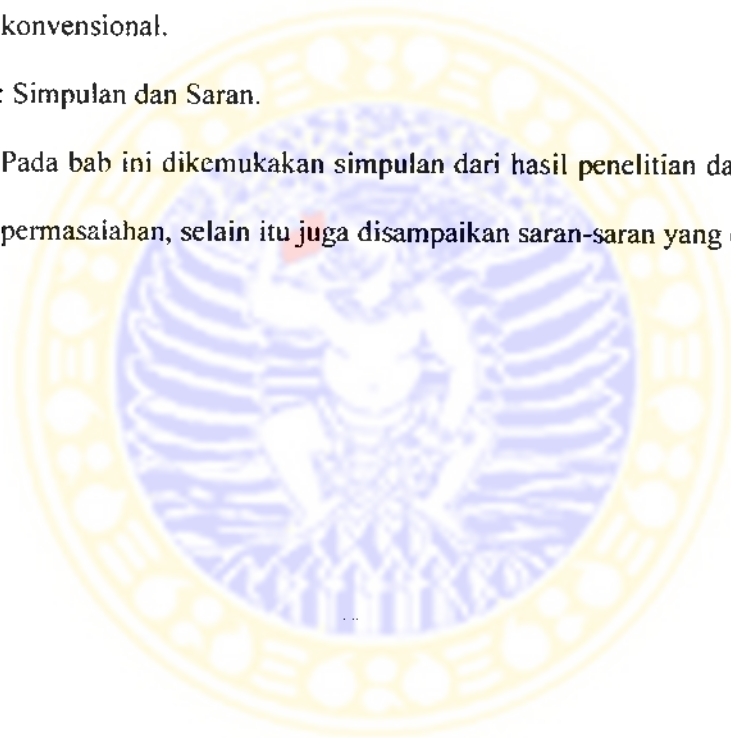 konvensional.
: Simpulan dan Saran.
Pada bab ini dikemukakan simpulan dari hasil penelitian da
permasalahan, selain itu juga disampaikan saran-saran yang